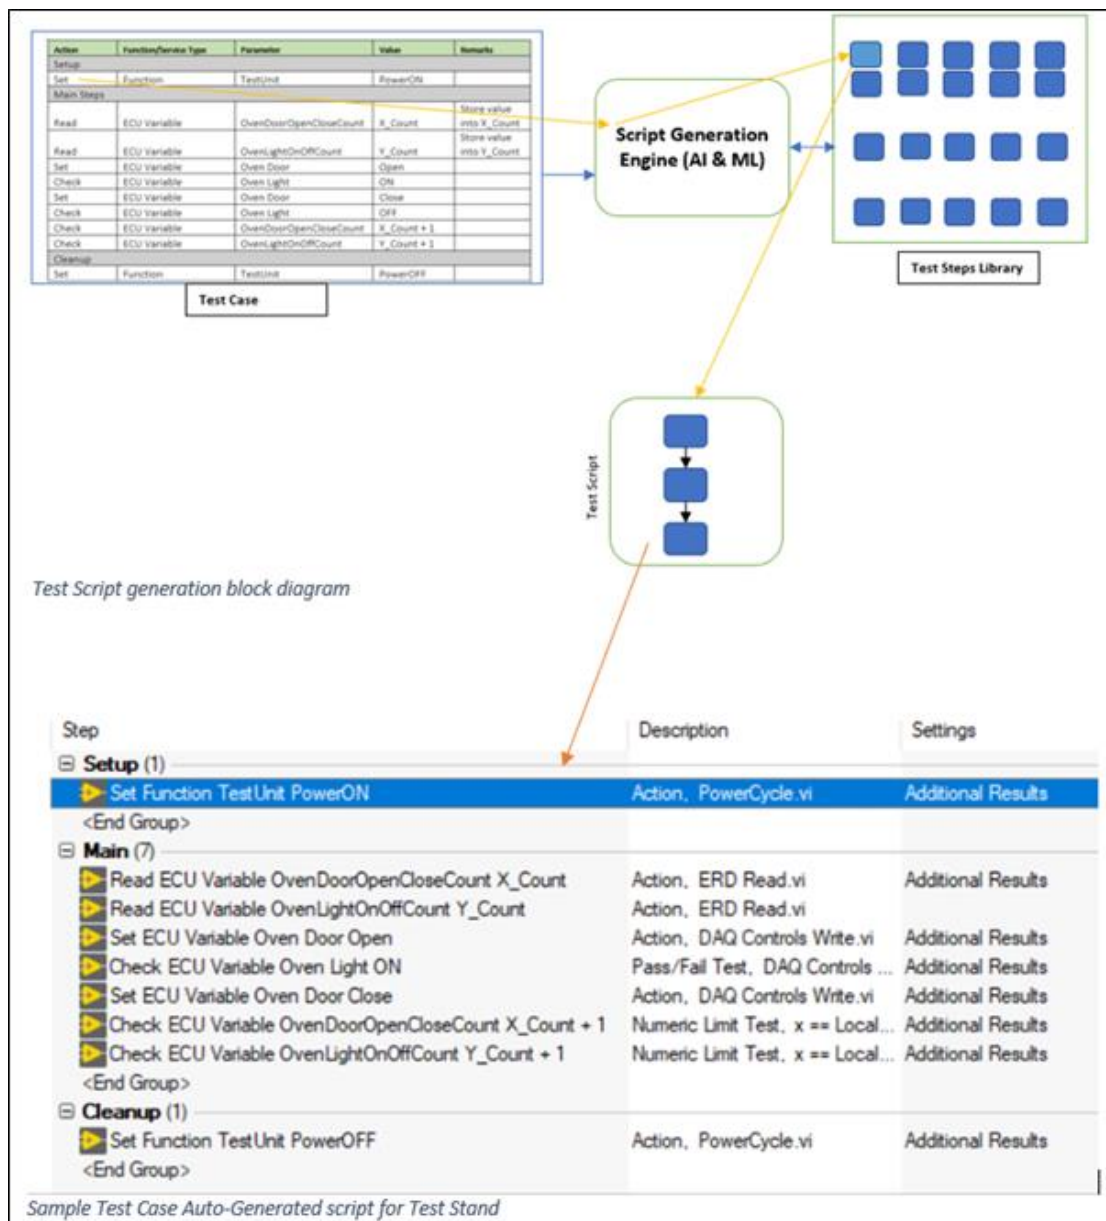 Action Function/Service Type Parameter Value Remarks
Setup
Set Function TestUnit PowerON
Main Steps
Read ECU Variable OvenDoorOpenCloseCount X_Count Store value into X_Count
Read ECU Variable OvenLightOnOffCount Y_Count Store value into Y_Count
Set ECU Variable Oven Door Open
Check ECU Variable Oven Light ON
Set ECU Variable Oven Door Close
Check ECU Variable Oven Light OFF
Check ECU Variable OvenDoorOpenCloseCount X_Count + 1
Check ECU Variable OvenLightOnOffCount Y_Count + 1
Cleanup
Set Function TestUnit PowerOFF
Test Case
Script Generation
Engine (AI & ML)
Test Steps Library
Test Script
Test Script generation block diagram
Step Description Settings
Setup (1)
Set Function TestUnit PowerON Action, PowerCycle.vi Additional Results
<End Group>
Main (7)
Read ECU Variable OvenDoorOpenCloseCount X_Count Action, ERD Read.vi Additional Results
Read ECU Variable OvenLightOnOffCount Y_Count Action, ERD Read.vi
Set ECU Variable Oven Door Open Action, DAQ Controls Write.vi Additional Results
Check ECU Variable Oven Light ON Pass/Fail Test, DAQ Controls ... Additional Results
Set ECU Variable Oven Door Close Action, DAQ Controls Write.vi Additional Results
Check ECU Variable OvenDoorOpenCloseCount X_Count + 1 Numeric Limit Test, x == Local... Additional Results
Check ECU Variable OvenLightOnOffCount Y_Count + 1 Numeric Limit Test, x == Local... Additional Results
<End Group>
Cleanup (1)
Set Function TestUnit PowerOFF Action, PowerCycle.vi Additional Results
<End Group>
Sample Test Case Auto-Generated script for Test Stand